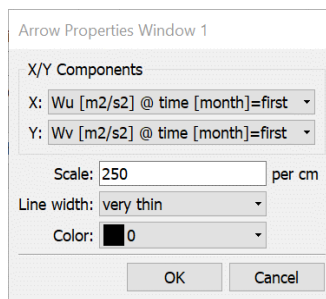 Arrow Properties Window 1
X/Y Components
X: Wu [m2/s2] @ time [month]=first
Y: Wv [m2/s2] @ time [month]=first
Scale: 250 per cm
Line width: very thin
Color: 0
OK Cancel